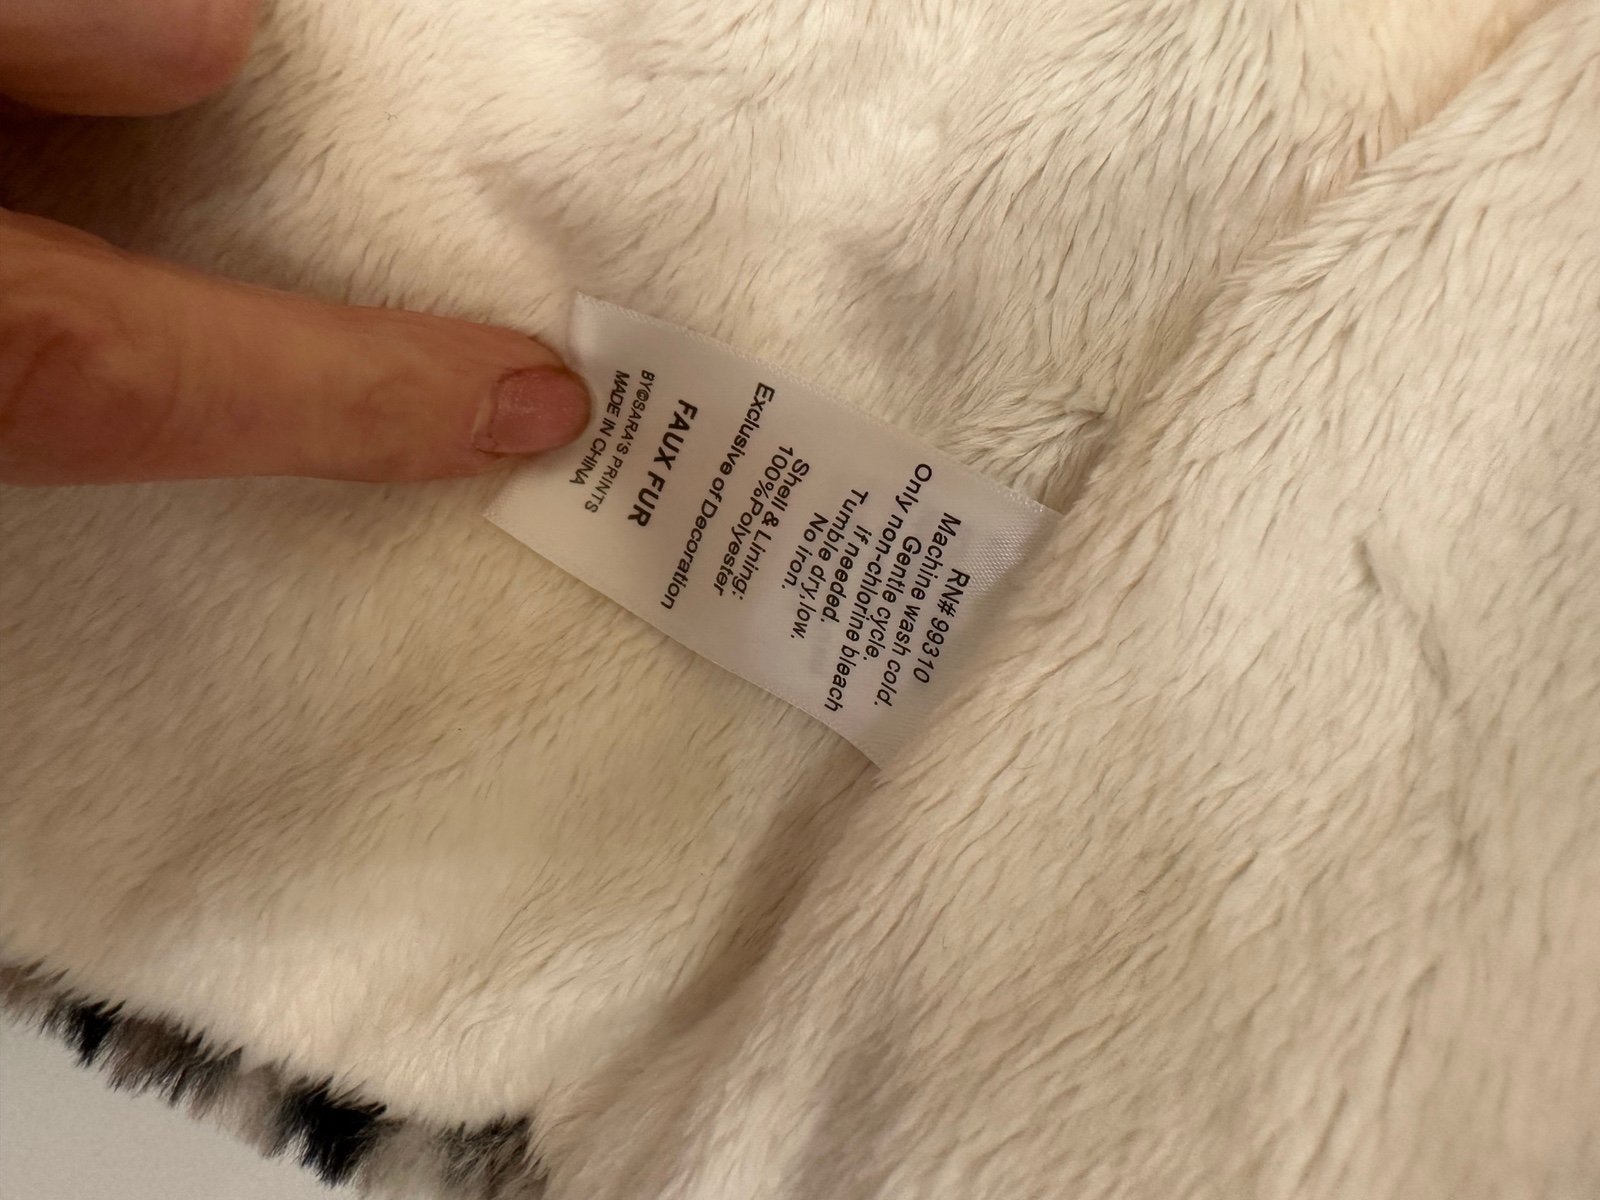 RN# 99310
Machine wash cold.
Gentle cycle.
Only non-chlorine bleach
If needed.
Tumble dry, low.
No iron.
Shell & Lining:
100%Polyester
Exclusive of Decoration
FAUX FUR
BY@SARA'S PRINTS
MADE IN CHINA